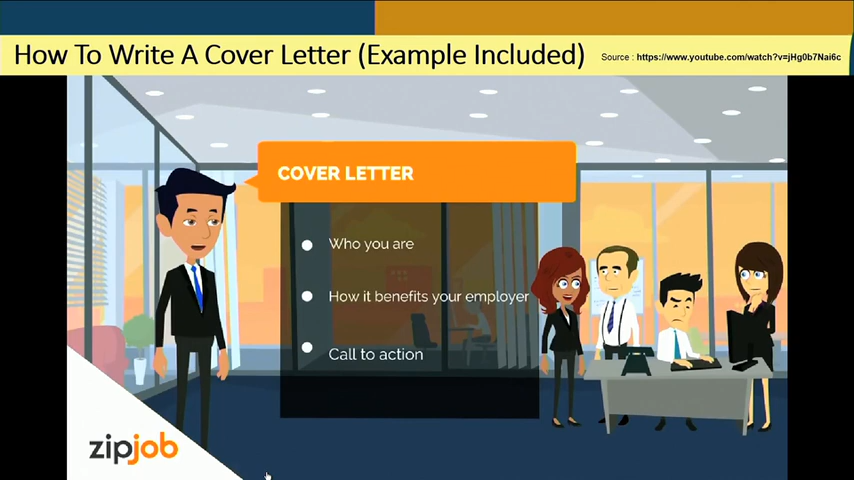 How To Write A Cover Letter (Example Included)
Source : https://www.youtube.com/watch?v=jHg0b7Nai6c
COVER LETTER
Who you are
How it benefits your employer
Call to action
zipjob